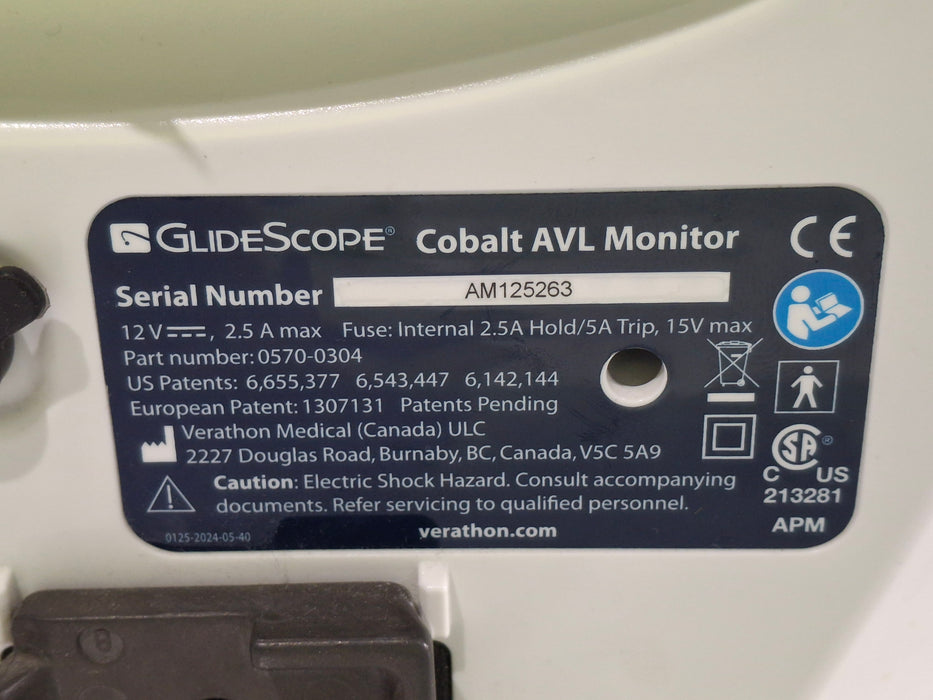 GLIDESCOPE® Cobalt AVL Monitor
CE
Serial Number AM125263
12 V ⎓, 2.5 A max Fuse: Internal 2.5A Hold/5A Trip, 15V max
Part number: 0570-0304
US Patents: 6,655,377 6,543,447 6,142,144
European Patent: 1307131 Patents Pending
Verathon Medical (Canada) ULC
2227 Douglas Road, Burnaby, BC, Canada, V5C 5A9
Caution: Electric Shock Hazard. Consult accompanying
documents. Refer servicing to qualified personnel.
verathon.com
0125-2024-05-40
SA®
C US
213281
APM